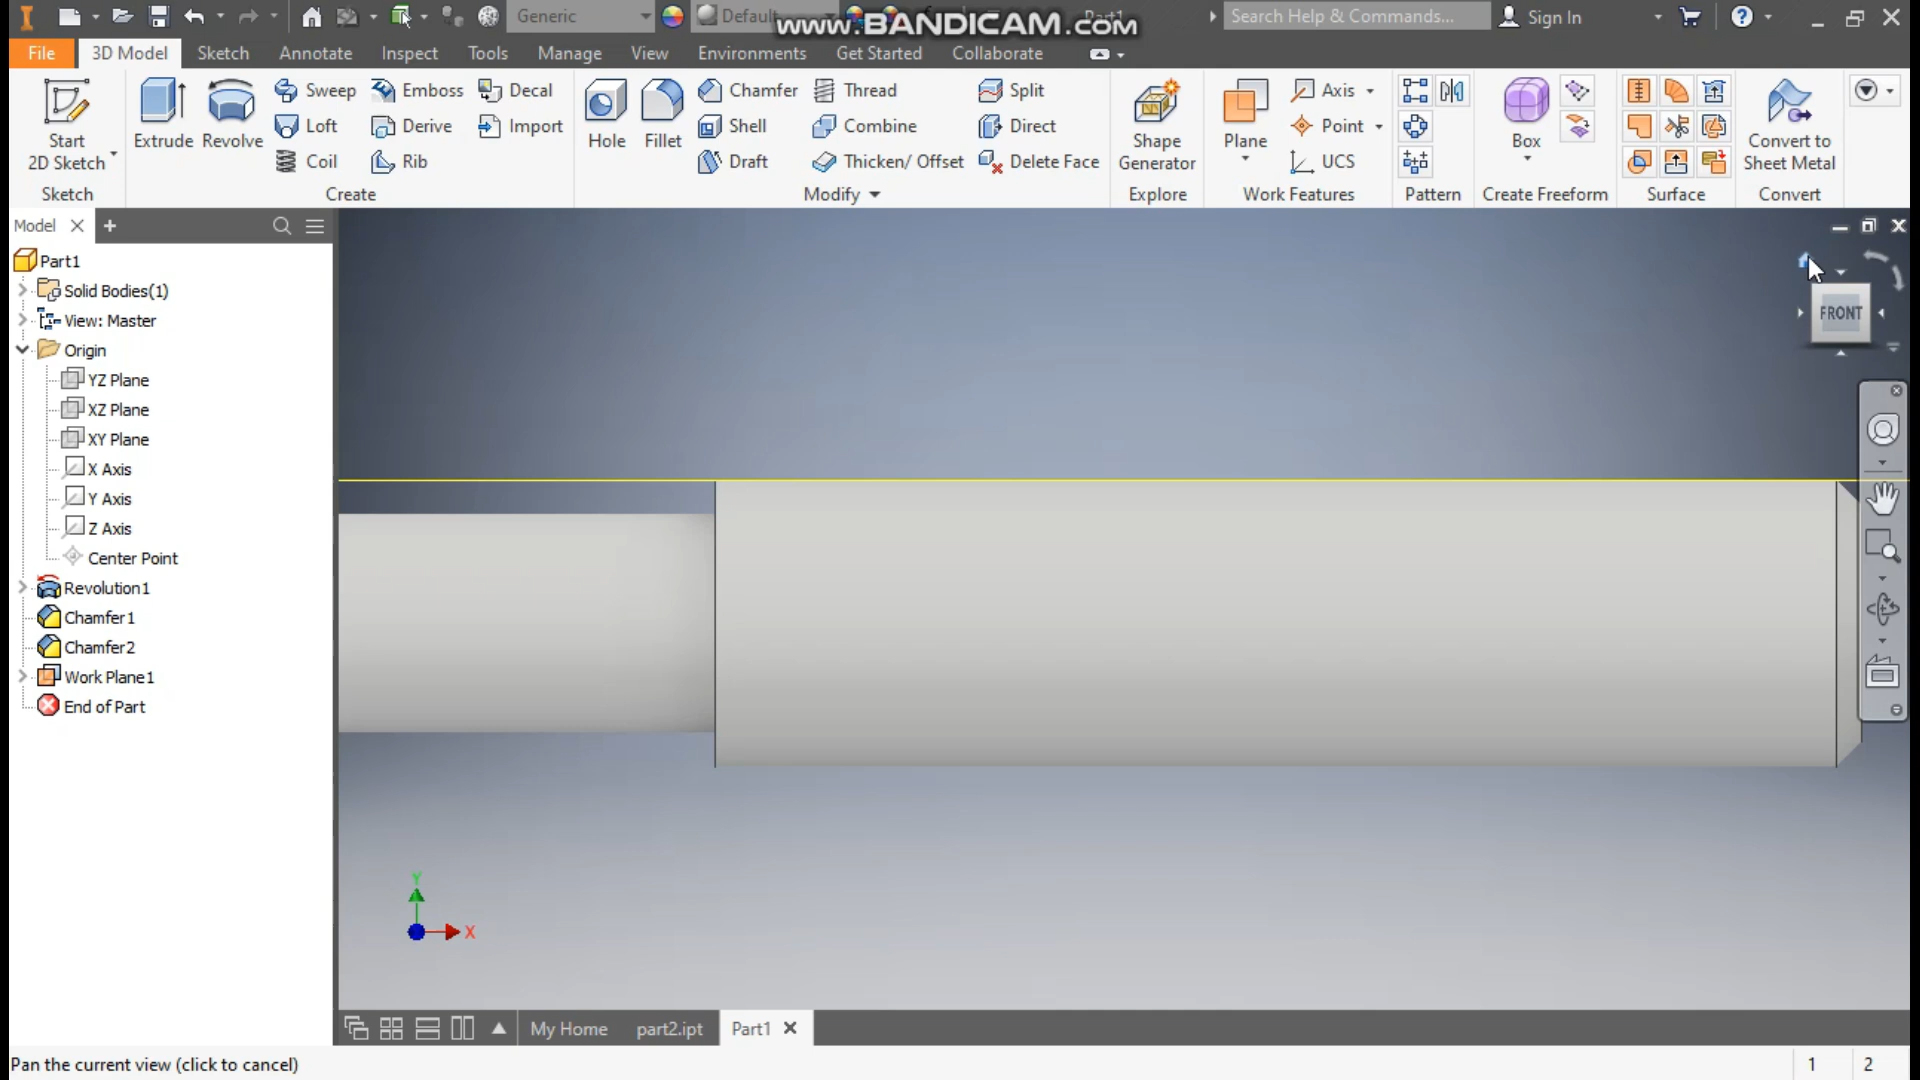 Generic
Default
www.BANDICAM.com
Part1
Search Help & Commands...
Sign In
File
3D Model
Sketch
Annotate
Inspect
Tools
Manage
View
Environments
Get Started
Collaborate
Start
2D Sketch
Extrude
Revolve
Sweep
Loft
Coil
Emboss
Derive
Rib
Decal
Import
Hole
Fillet
Chamfer
Shell
Draft
Thread
Combine
Thicken/ Offset
Split
Direct
Delete Face
Shape
Generator
Plane
Axis
Point
UCS
Box
Convert to
Sheet Metal
Sketch
Create
Modify
Explore
Work Features
Pattern
Create Freeform
Surface
Convert
Model
Part1
Solid Bodies(1)
View: Master
Origin
YZ Plane
XZ Plane
XY Plane
X Axis
Y Axis
Z Axis
Center Point
Revolution1
Chamfer1
Chamfer2
Work Plane1
End of Part
FRONT
Y
X
My Home
part2.ipt
Part1
Pan the current view (click to cancel)
1
2